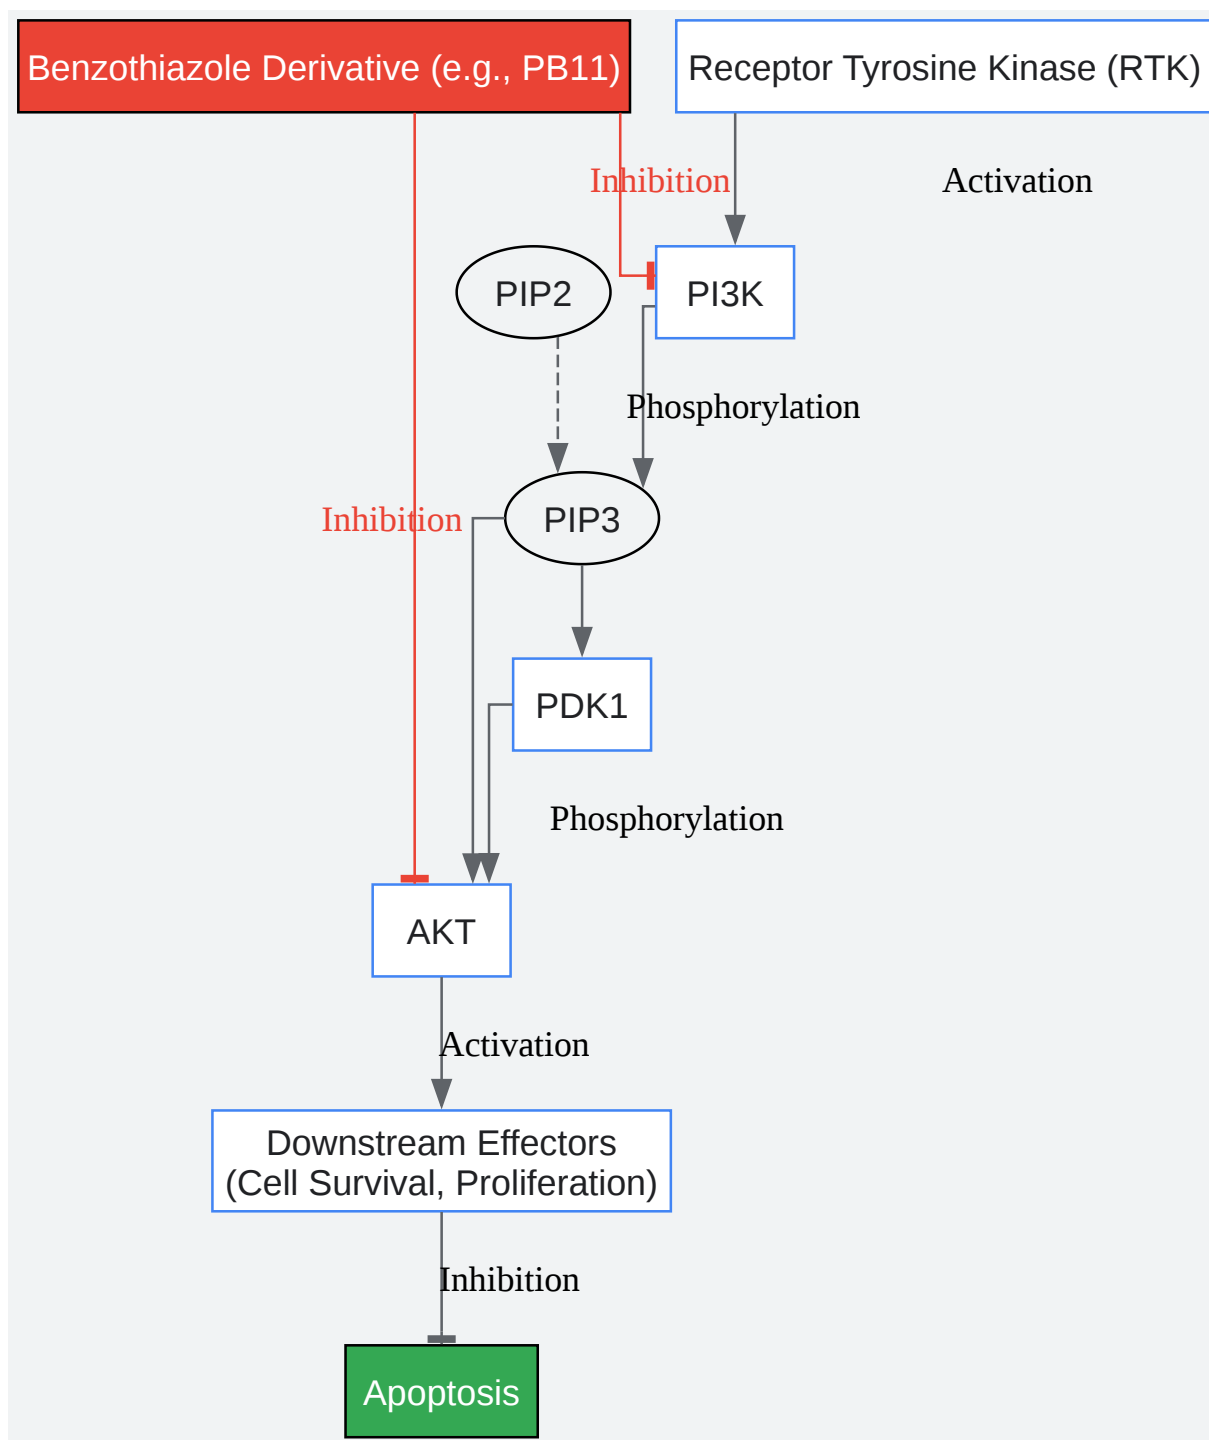 Benzothiazole Derivative (e.g., PB11)
Receptor Tyrosine Kinase (RTK)
Inhibition
Activation
PIP2
PI3K
Phosphorylation
Inhibition
PIP3
PDK1
Phosphorylation
AKT
Activation
Downstream Effectors
(Cell Survival, Proliferation)
Inhibition
Apoptosis